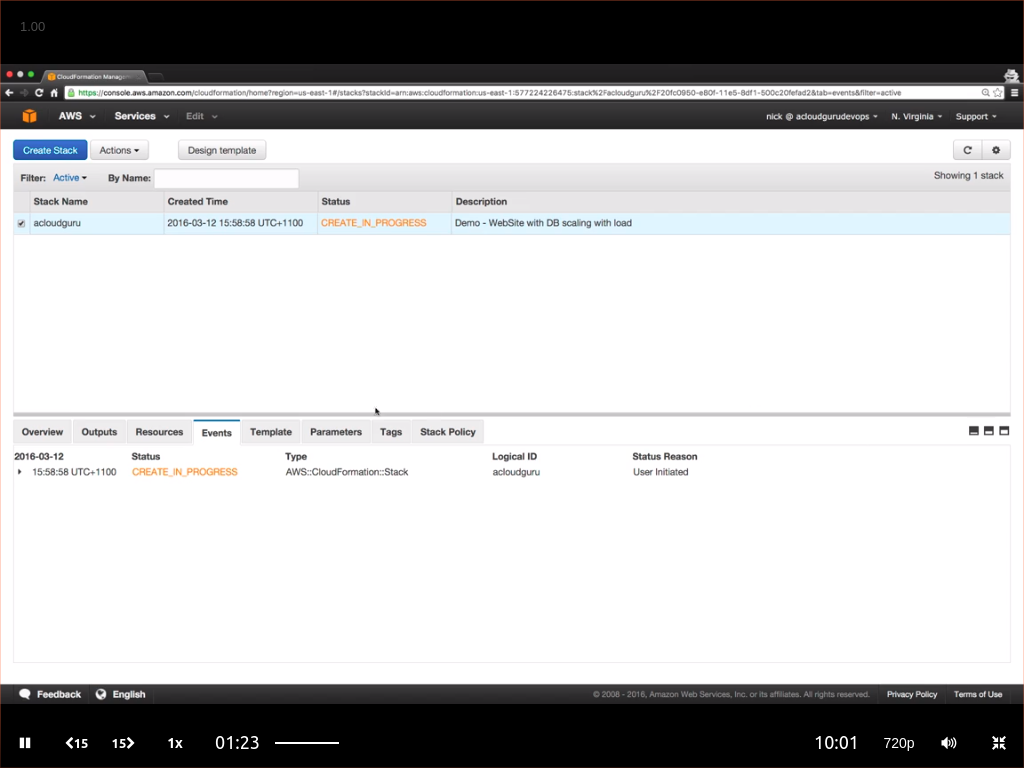 1.00
CloudFormation Manage
https://console.aws.amazon.com/cloudformation/home?region=us-east-1#/stacks?stackId=arn:aws:cloudformation:us-east-1:577224226475:stack%2Facloudguru%2F20fc0950-e80f-11e5-8df1-500c20fefad2&tab=events&filter=active
AWS Services Edit nick @ acloudgurudevops N. Virginia Support
Create Stack Actions Design template
Filter: Active By Name: Showing 1 stack
Stack Name Created Time Status Description
acloudguru 2016-03-12 15:58:58 UTC+1100 CREATE_IN_PROGRESS Demo - WebSite with DB scaling with load
Overview Outputs Resources Events Template Parameters Tags Stack Policy
2016-03-12 Status Type Logical ID Status Reason
15:58:58 UTC+1100 CREATE_IN_PROGRESS AWS::CloudFormation::Stack acloudguru User Initiated
Feedback English © 2008 - 2016, Amazon Web Services, Inc. or its affiliates. All rights reserved. Privacy Policy Terms of Use
15 15 1x 01:23 10:01 720p